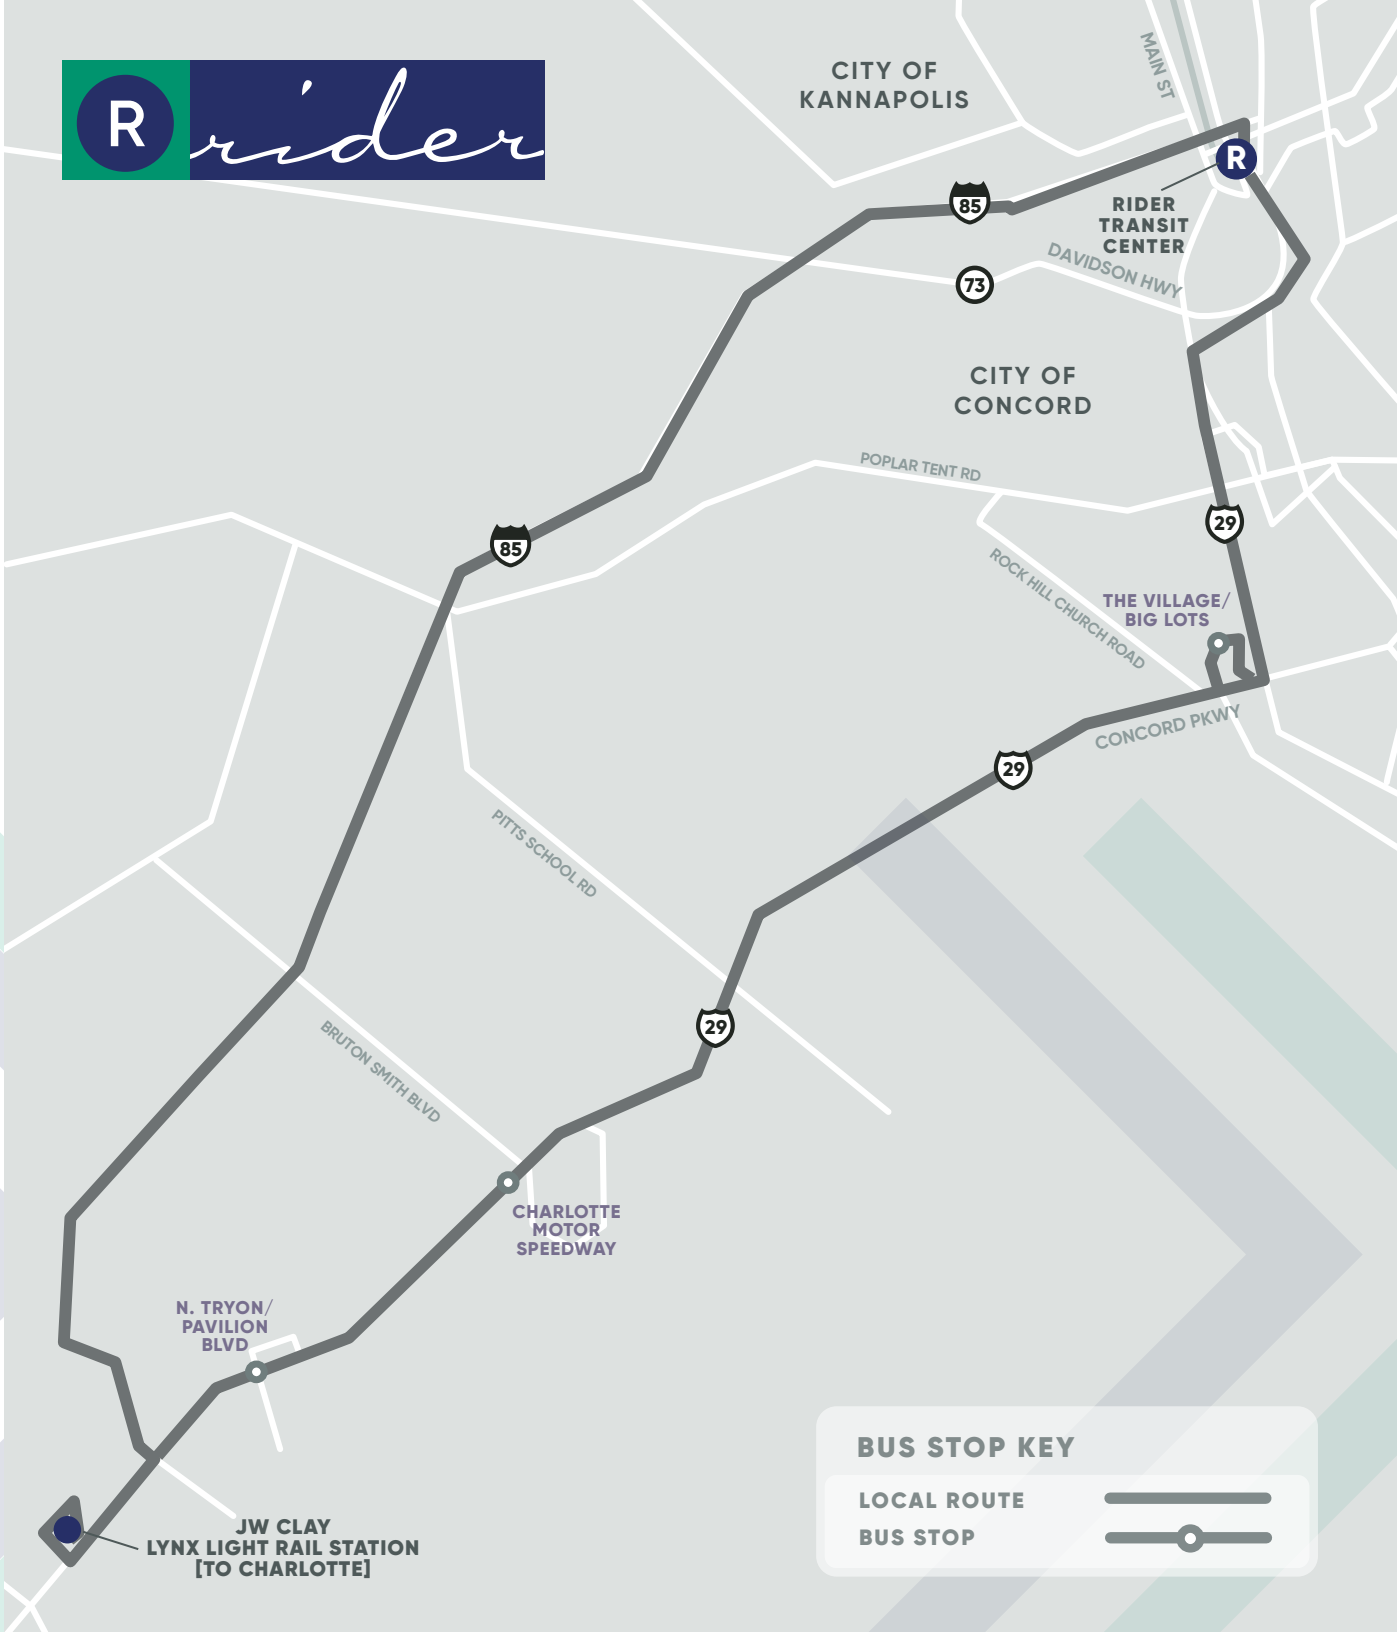 R rider
CITY OF
KANNAPOLIS
MAIN ST
R
85
RIDER
TRANSIT
CENTER
DAVIDSON HWY
73
CITY OF
CONCORD
POPLAR TENT RD
85
29
ROCK HILL CHURCH ROAD
THE VILLAGE/
BIG LOTS
CONCORD PKWY
29
PITTS SCHOOL RD
29
BRUTON SMITH BLVD
CHARLOTTE
MOTOR
SPEEDWAY
N. TRYON/
PAVILION
BLVD
JW CLAY
LYNX LIGHT RAIL STATION
[TO CHARLOTTE]
BUS STOP KEY
LOCAL ROUTE
BUS STOP